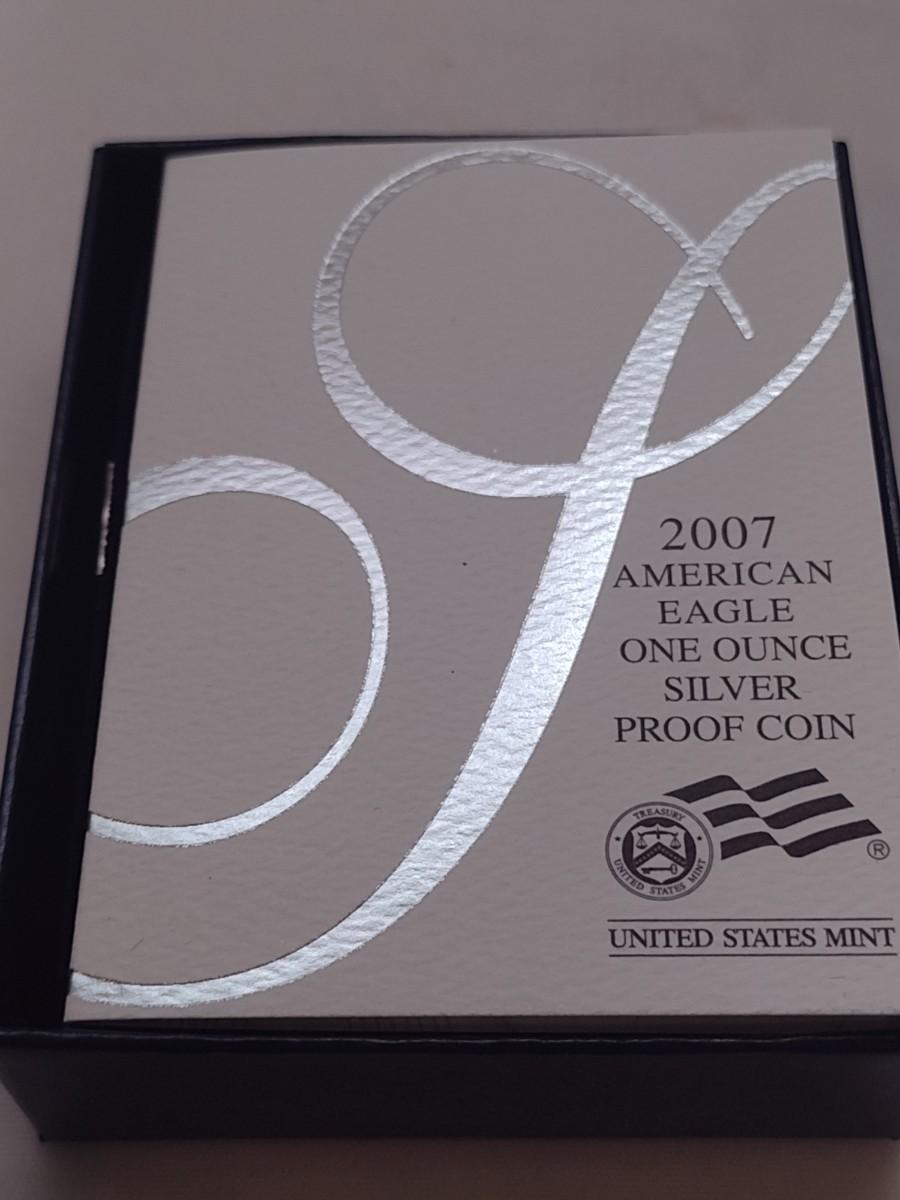 2007
AMERICAN
EAGLE
ONE OUNCE
SILVER
PROOF COIN
TREASURY
UNITED STATES MINT
®
UNITED STATES MINT